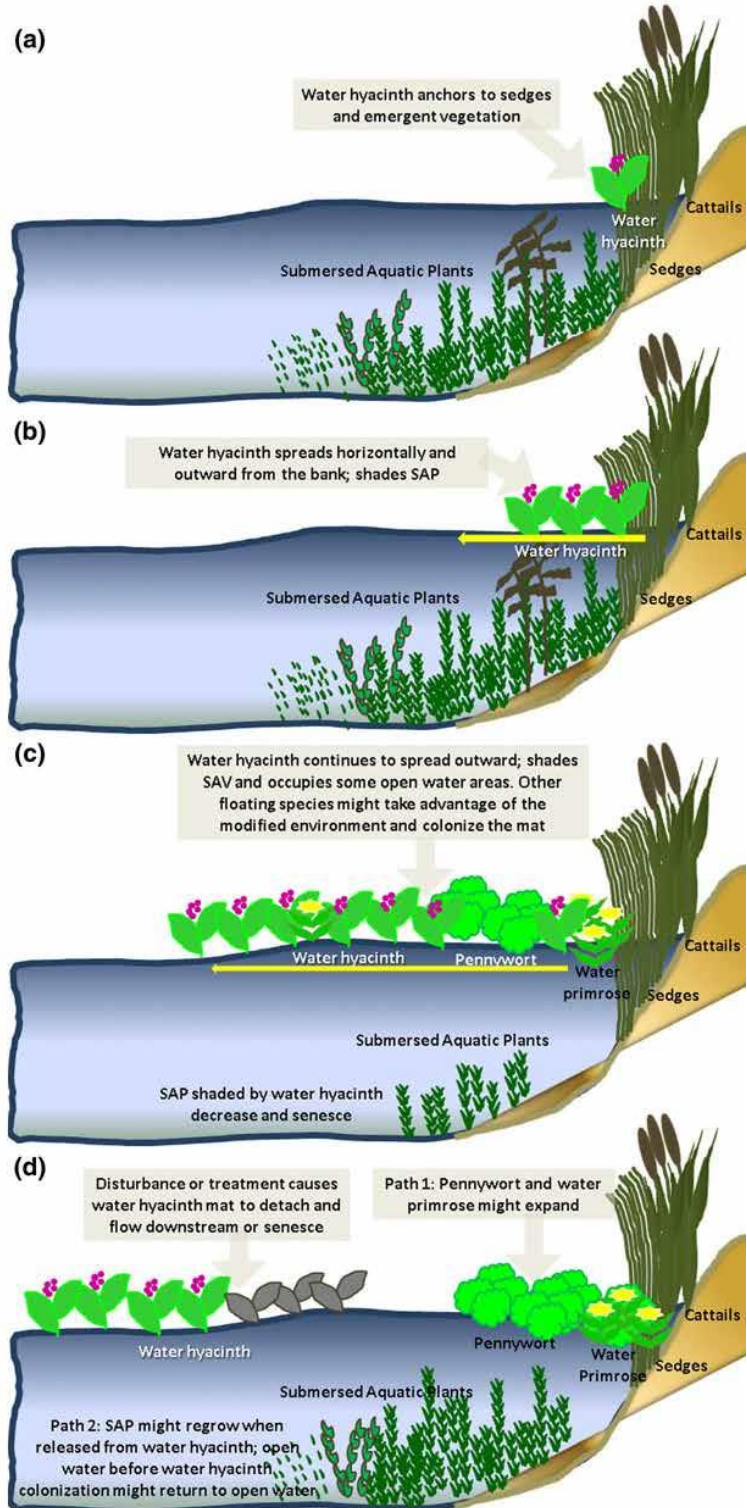 (a)
Water hyacinth anchors to sedges
and emergent vegetation
Cattails
Water
hyacinth
Submersed Aquatic Plants
Sedges
(b)
Water hyacinth spreads horizontally and
outward from the bank; shades SAP
Cattails
Water hyacinth
Submersed Aquatic Plants
Sedges
(c)
Water hyacinth continues to spread outward; shades
SAV and occupies some open water areas. Other
floating species might take advantage of the
modified environment and colonize the mat
Cattails
Water hyacinth
Pennywort
Water
primrose
Sedges
Submersed Aquatic Plants
SAP shaded by water hyacinth
decrease and senesce
(d)
Disturbance or treatment causes
water hyacinth mat to detach and
flow downstream or senesce
Path 1: Pennywort and water
primrose might expand
Cattails
Pennywort
Water
Primrose
Sedges
Water hyacinth
Submersed Aquatic Plants
Path 2: SAP might regrow when
released from water hyacinth; open
water before water hyacinth
colonization might return to open water